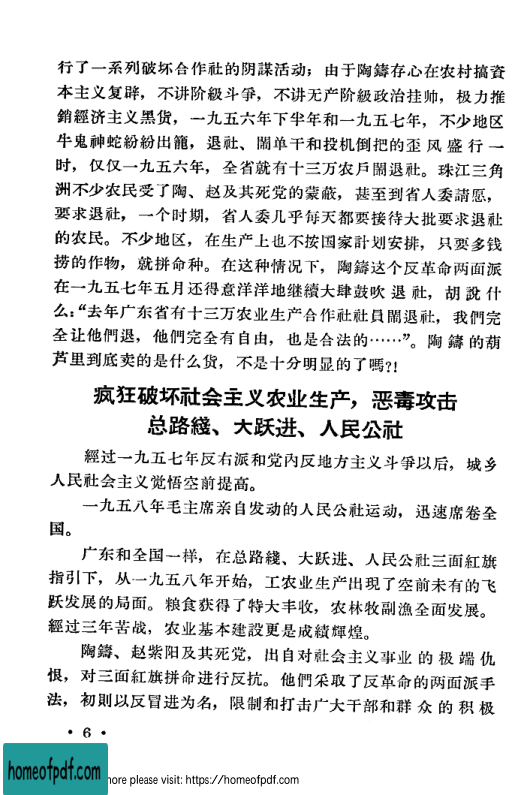 行了一系列破坏合作社的阴謀活动；由于陶鑄存心在农村搞資
本主义复辟，不讲阶級斗爭，不讲无产阶級政治挂帅，极力推
銷經济主义黑貨，一九五六年下半年和一九五七年，不少地区
牛鬼神蛇紛紛出籠，退社、鬧单干和投机倒把的歪风盛行一
时，仅仅一九五六年，全省就有十三万农戶鬧退社。珠江三角
洲不少农民受了陶、赵及其死党的蒙蔽，甚至到省人委請愿，
要求退社，一个时期，省人委几乎每天都要接待大批要求退社
的农民。不少地区，在生产上也不按国家計划安排，只要多钱
捞的作物，就拼命种。在这种情况下，陶鑄这个反革命两面派
在一九五七年五月还得意洋洋地继續大肆鼓吹退社，胡說什
么：“去年广东省有十三万农业生产合作社社員鬧退社，我們完
全让他們退，他們完全有自由，也是合法的……”。陶鑄的葫
芦里到底卖的是什么货，不是十分明显的了嗎？！
疯狂破坏社会主义农业生产，恶毒攻击
总路綫、大跃进、人民公社
經过一九五七年反右派和党内反地方主义斗爭以后，城乡
人民社会主义觉悟空前提高。
一九五八年毛主席亲自发动的人民公社运动，迅速席卷全
国。
广东和全国一样，在总路綫、大跃进、人民公社三面紅旗
指引下，从一九五八年开始，工农业生产出現了空前未有的飞
跃发展的局面。粮食获得了特大丰收，农林牧副漁全面发展。
經过三年苦战，农业基本建設更是成績輝煌。
陶鑄、赵紫阳及其死党，出自对社会主义事业的极端仇
恨，对三面紅旗拼命进行反抗。他們采取了反革命的两面派手
法，初則以反冒进为名，限制和打击广大干部和群众的积极
• 6 •
homeofpdf.com
more please visit: https://homeofpdf.com